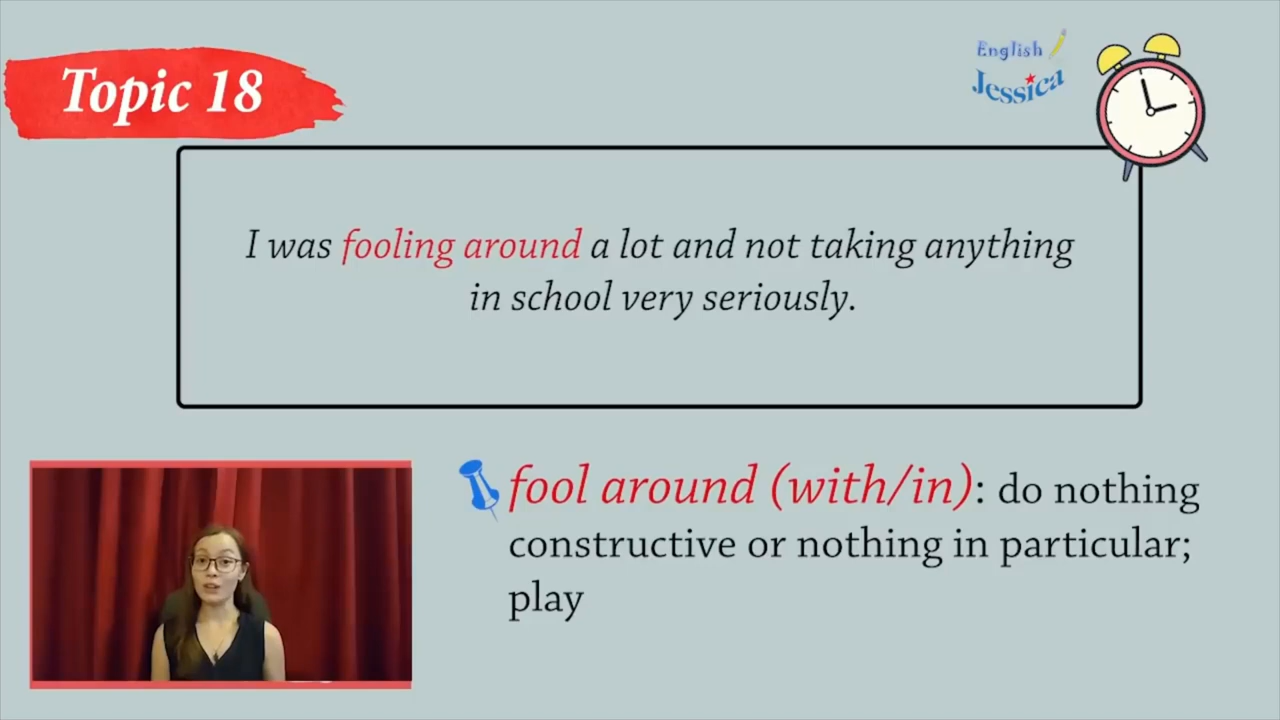 Topic 18
English
Jessica
I was fooling around a lot and not taking anything
in school very seriously.
fool around (with/in): do nothing
constructive or nothing in particular;
play